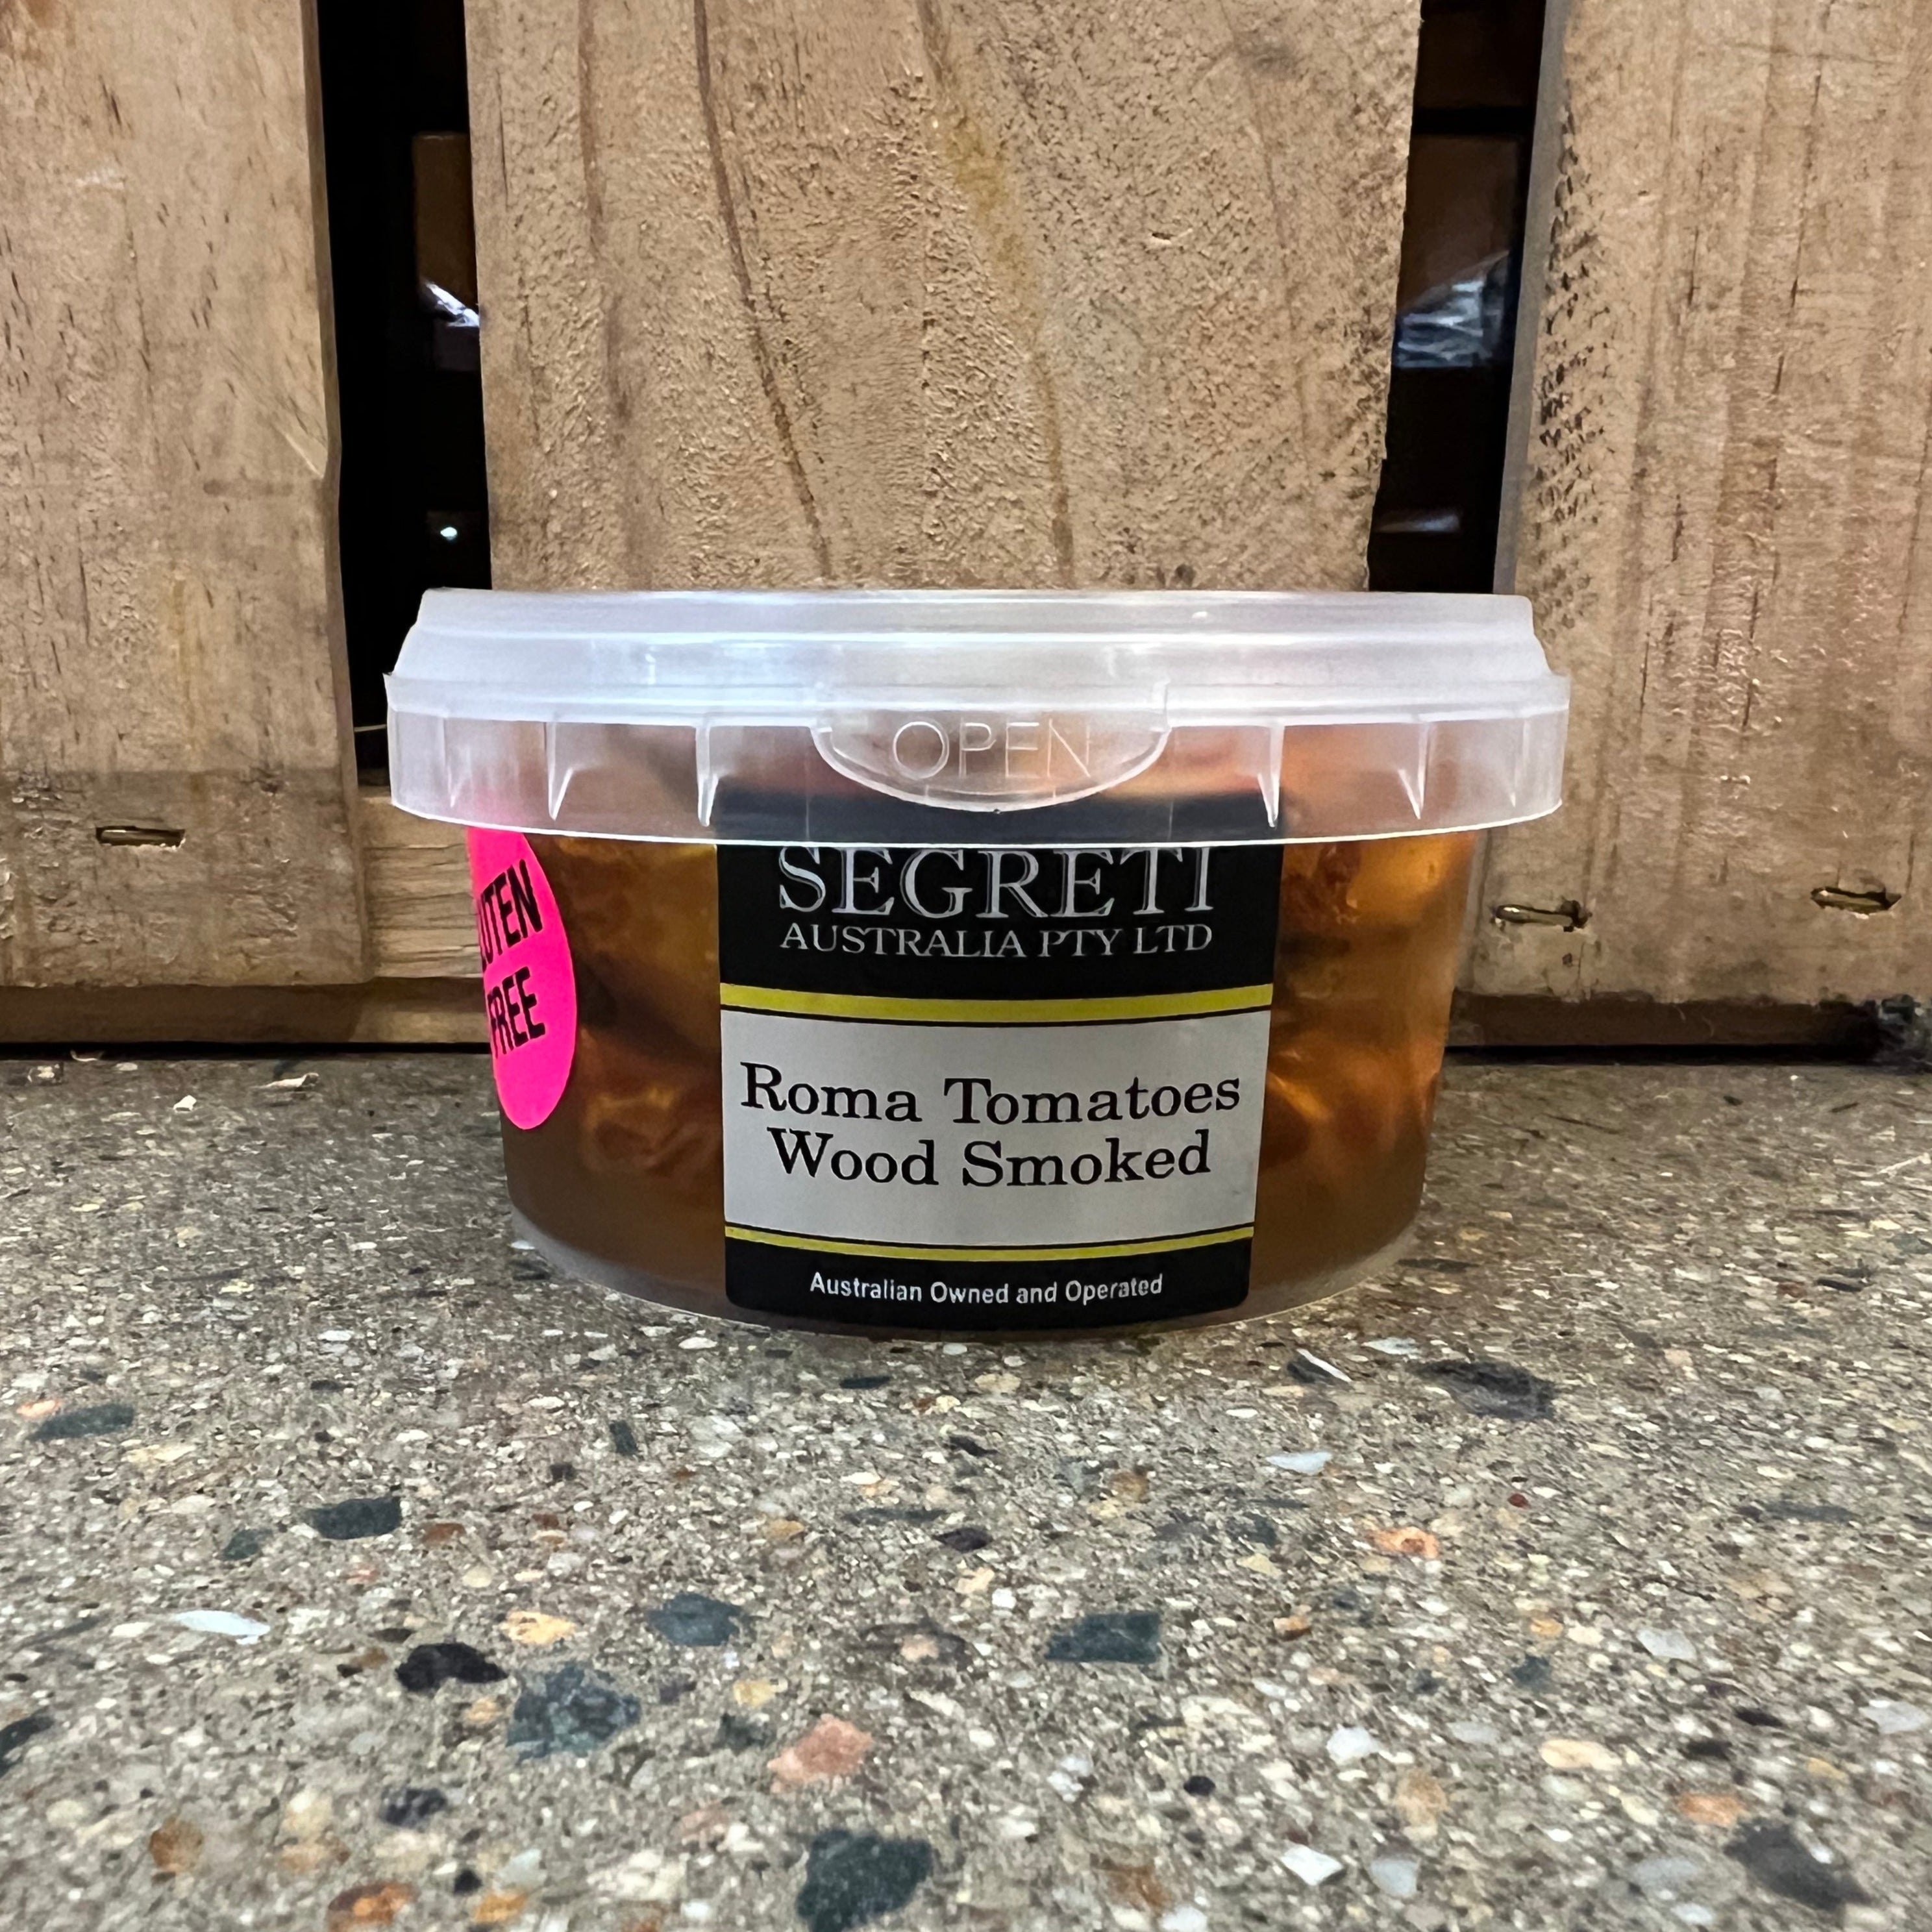 OPEN
SEGRETI
AUSTRALIA PTY LTD
Roma Tomatoes
Wood Smoked
Australian Owned and Operated
FREE